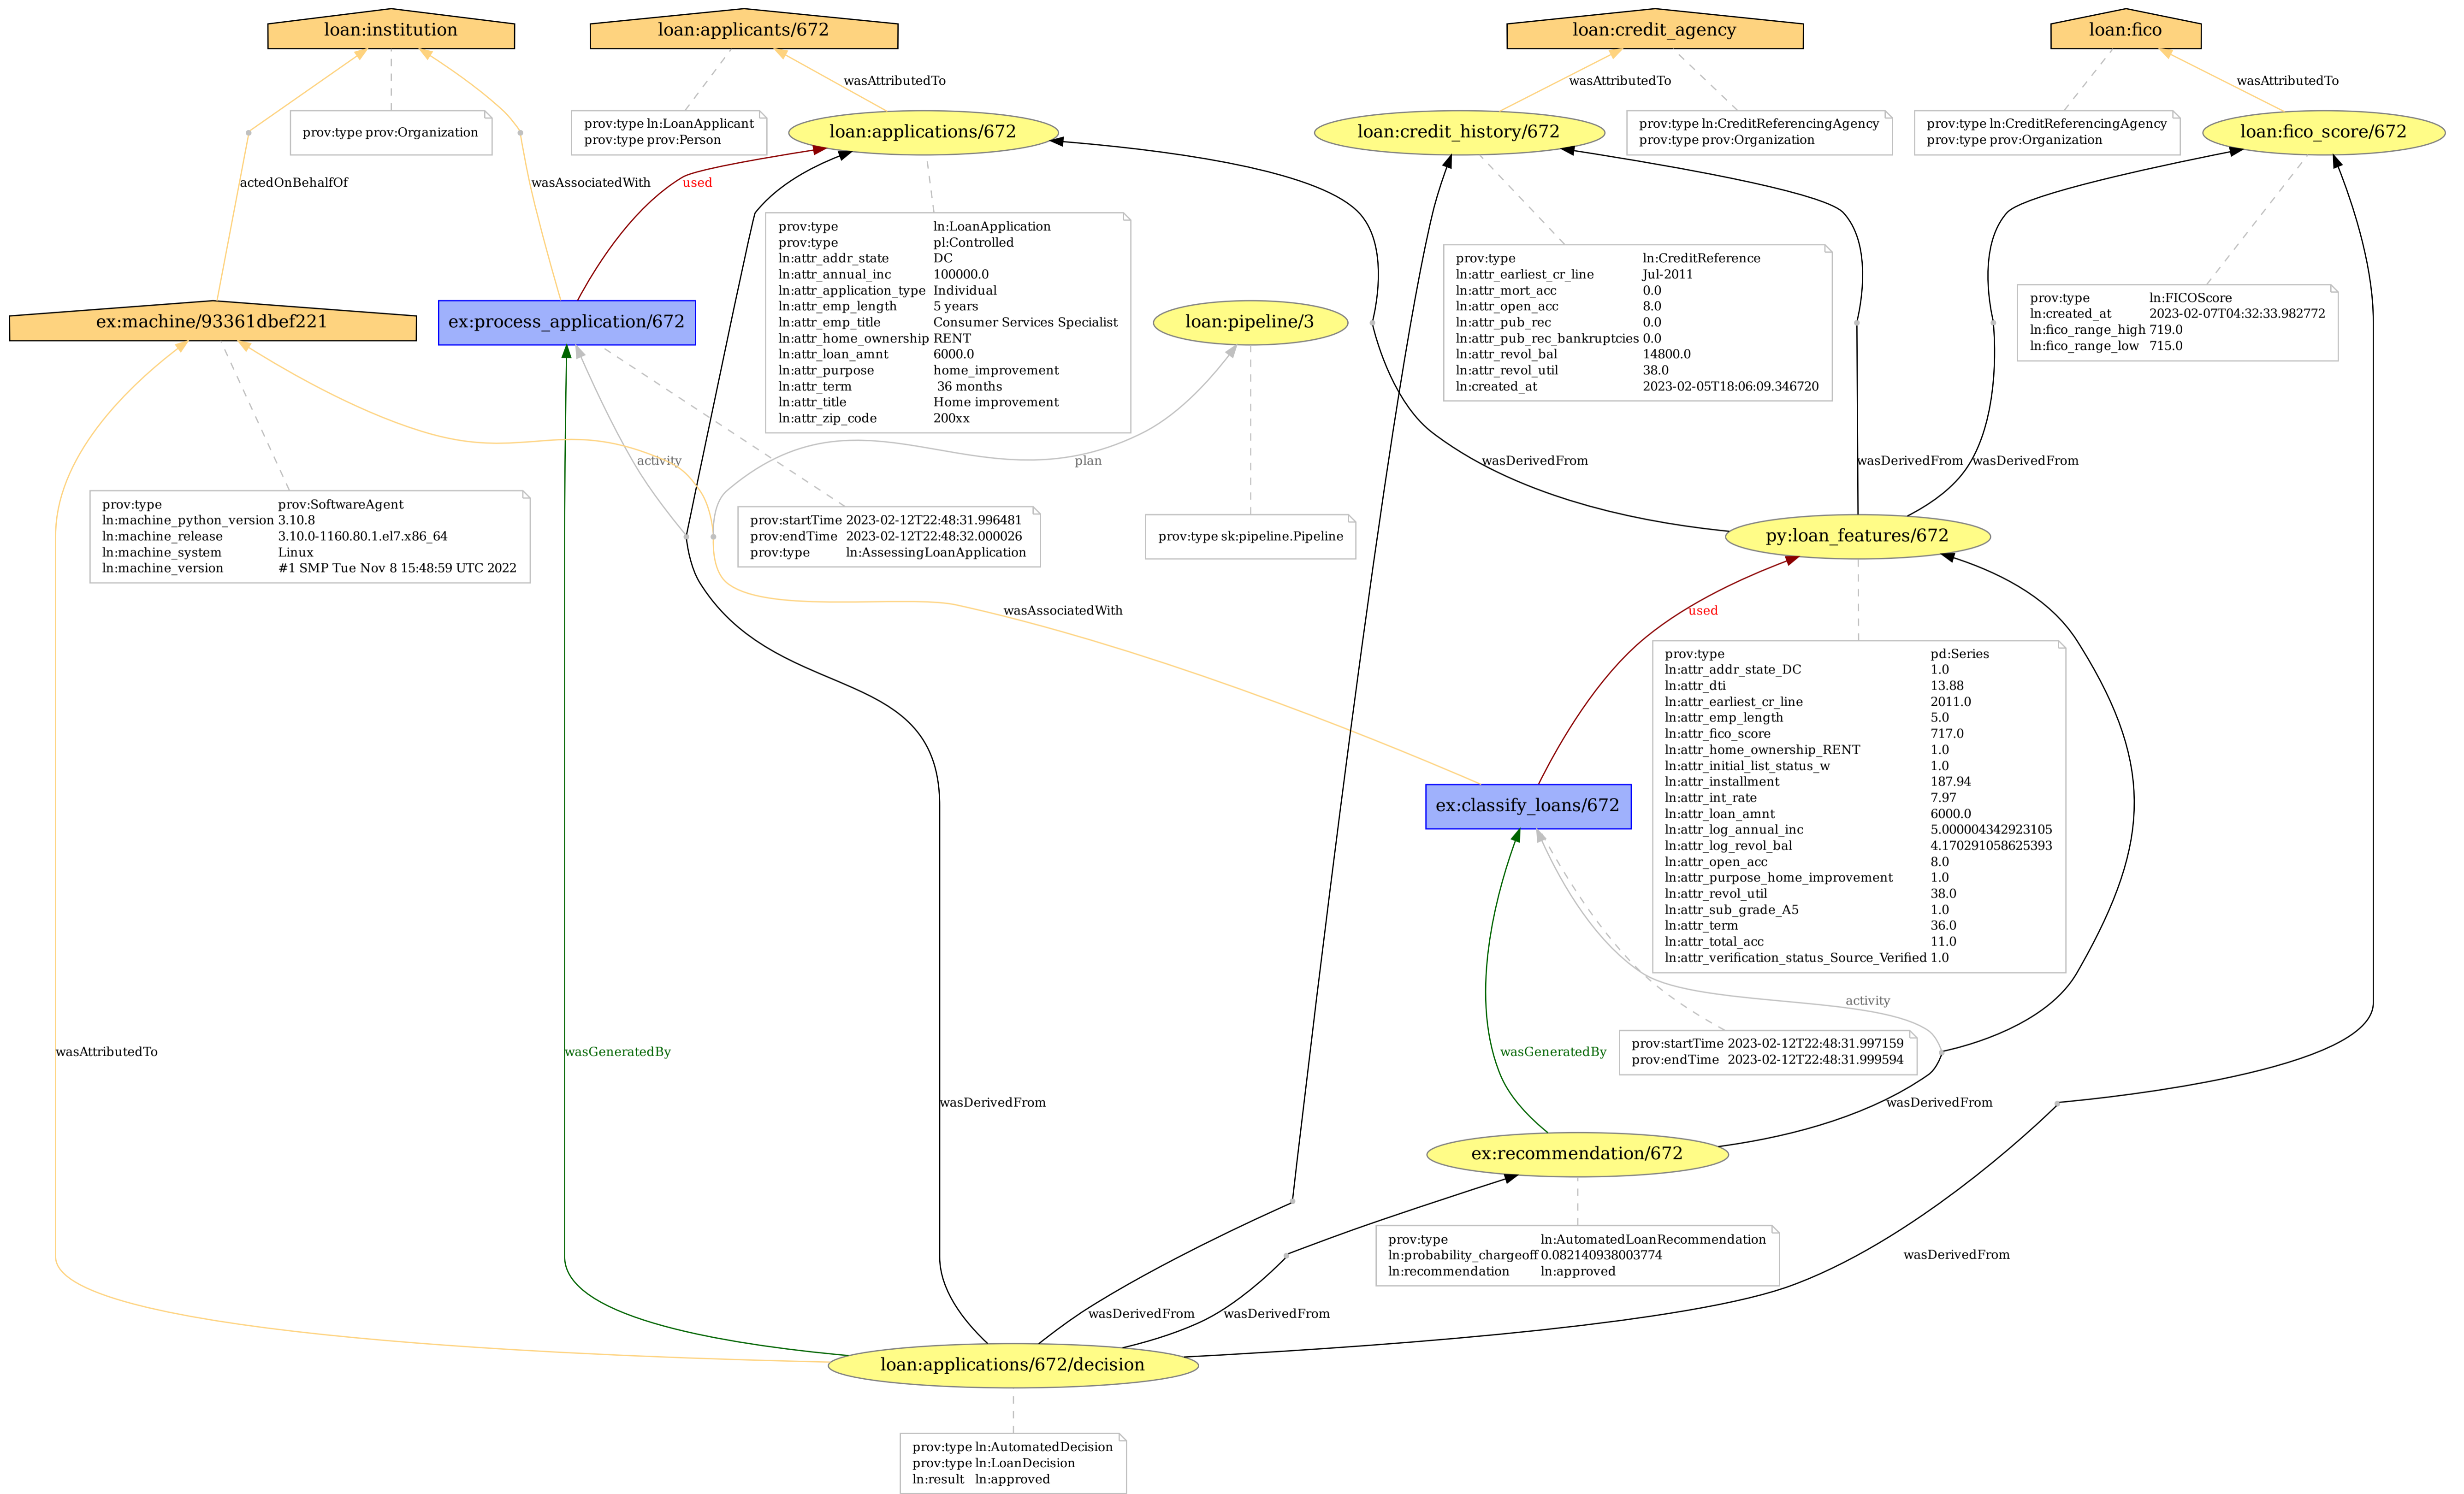 loan:institution
loan:applicants/672
loan:credit_agency
loan:fico
wasAttributedTo
wasAttributedTo
wasAttributedTo
prov:type prov:Organization
prov:type ln:LoanApplicant
prov:type prov:Person
loan:applications/672
loan:credit_history/672
prov:type ln:CreditReferencingAgency
prov:type prov:Organization
prov:type ln:CreditReferencingAgency
prov:type prov:Organization
loan:fico_score/672
actedOnBehalfOf
wasAssociatedWith
used
prov:type ln:LoanApplication
prov:type pl:Controlled
ln:attr_addr_state DC
ln:attr_annual_inc 100000.0
ln:attr_application_type Individual
ln:attr_emp_length 5 years
ln:attr_emp_title Consumer Services Specialist
ln:attr_home_ownership RENT
ln:attr_loan_amnt 6000.0
ln:attr_purpose home_improvement
ln:attr_term 36 months
ln:attr_title Home improvement
ln:attr_zip_code 200xx
prov:type ln:CreditReference
ln:attr_earliest_cr_line Jul-2011
ln:attr_mort_acc 0.0
ln:attr_open_acc 8.0
ln:attr_pub_rec 0.0
ln:attr_pub_rec_bankruptcies 0.0
ln:attr_revol_bal 14800.0
ln:attr_revol_util 38.0
ln:created_at 2023-02-05T18:06:09.346720
prov:type ln:FICOScore
ln:created_at 2023-02-07T04:32:33.982772
ln:fico_range_high 719.0
ln:fico_range_low 715.0
ex:machine/93361dbef221
ex:process_application/672
loan:pipeline/3
activity
plan
wasDerivedFrom
wasDerivedFrom
wasDerivedFrom
prov:type prov:SoftwareAgent
ln:machine_python_version 3.10.8
ln:machine_release 3.10.0-1160.80.1.el7.x86_64
ln:machine_system Linux
ln:machine_version #1 SMP Tue Nov 8 15:48:59 UTC 2022
prov:startTime 2023-02-12T22:48:31.996481
prov:endTime 2023-02-12T22:48:32.000026
prov:type ln:AssessingLoanApplication
prov:type sk:pipeline.Pipeline
py:loan_features/672
wasAssociatedWith
used
prov:type pd:Series
ln:attr_addr_state_DC 1.0
ln:attr_dti 13.88
ln:attr_earliest_cr_line 2011.0
ln:attr_emp_length 5.0
ln:attr_fico_score 717.0
ln:attr_home_ownership_RENT 1.0
ln:attr_initial_list_status_w 1.0
ln:attr_installment 187.94
ln:attr_int_rate 7.97
ln:attr_loan_amnt 6000.0
ln:attr_log_annual_inc 5.000004342923105
ln:attr_log_revol_bal 4.170291058625393
ln:attr_open_acc 8.0
ln:attr_purpose_home_improvement 1.0
ln:attr_revol_util 38.0
ln:attr_sub_grade_A5 1.0
ln:attr_term 36.0
ln:attr_total_acc 11.0
ln:attr_verification_status_Source_Verified 1.0
ex:classify_loans/672
activity
wasAttributedTo
wasGeneratedBy
wasGeneratedBy
prov:startTime 2023-02-12T22:48:31.997159
prov:endTime 2023-02-12T22:48:31.999594
wasDerivedFrom
wasDerivedFrom
ex:recommendation/672
prov:type ln:AutomatedLoanRecommendation
ln:probability_chargeoff 0.082140938003774
ln:recommendation ln:approved
wasDerivedFrom
wasDerivedFrom
wasDerivedFrom
loan:applications/672/decision
prov:type ln:AutomatedDecision
prov:type ln:LoanDecision
ln:result ln:approved